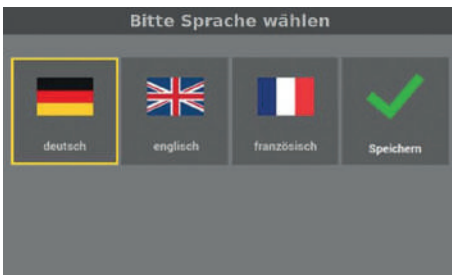 Bitte Sprache wählen
deutsch
englisch
französisch
Speichern